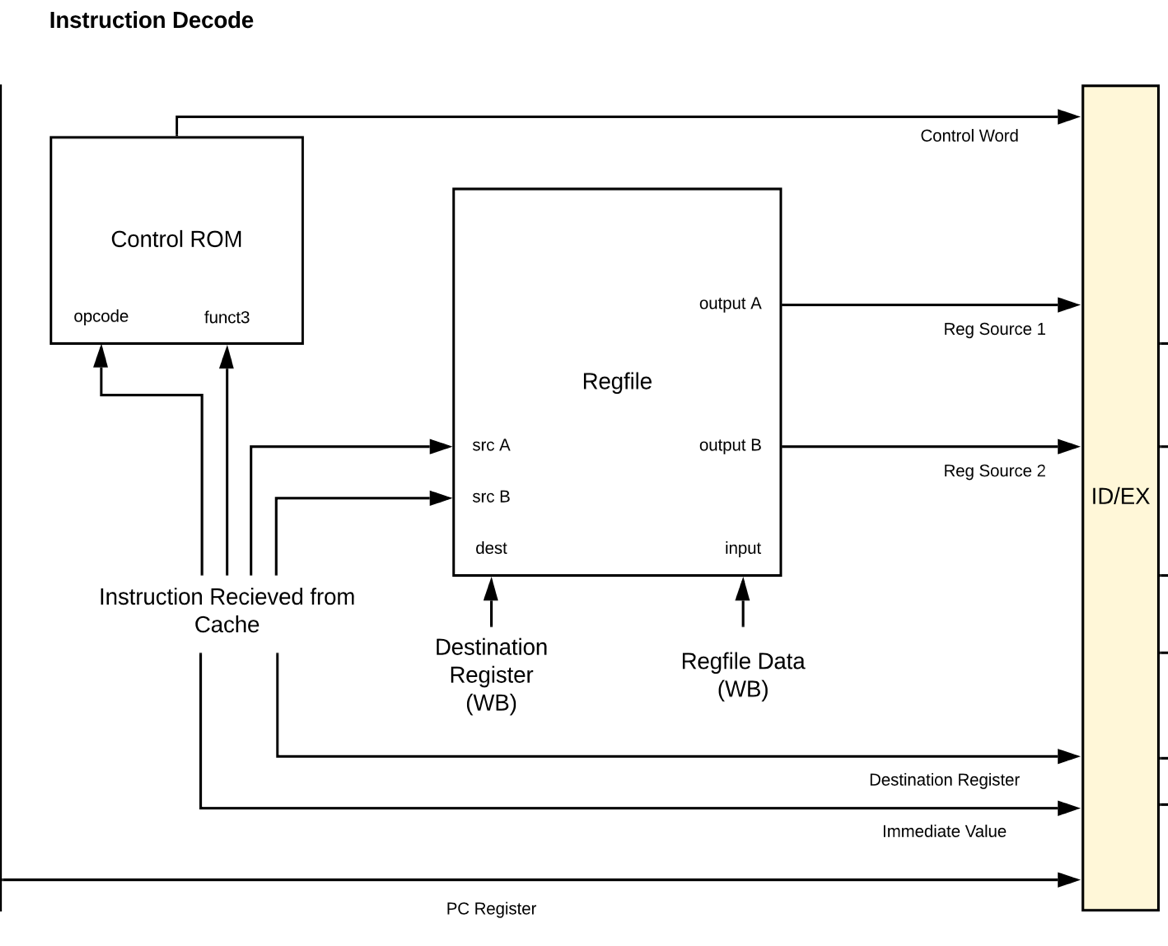 Instruction Decode
Control Word
Control ROM
opcode
funct3
output A
Reg Source 1
Regfile
src A
output B
Reg Source 2
src B
ID/EX
dest
input
Instruction Recieved from
Cache
Destination
Register
(WB)
Regfile Data
(WB)
Destination Register
Immediate Value
PC Register